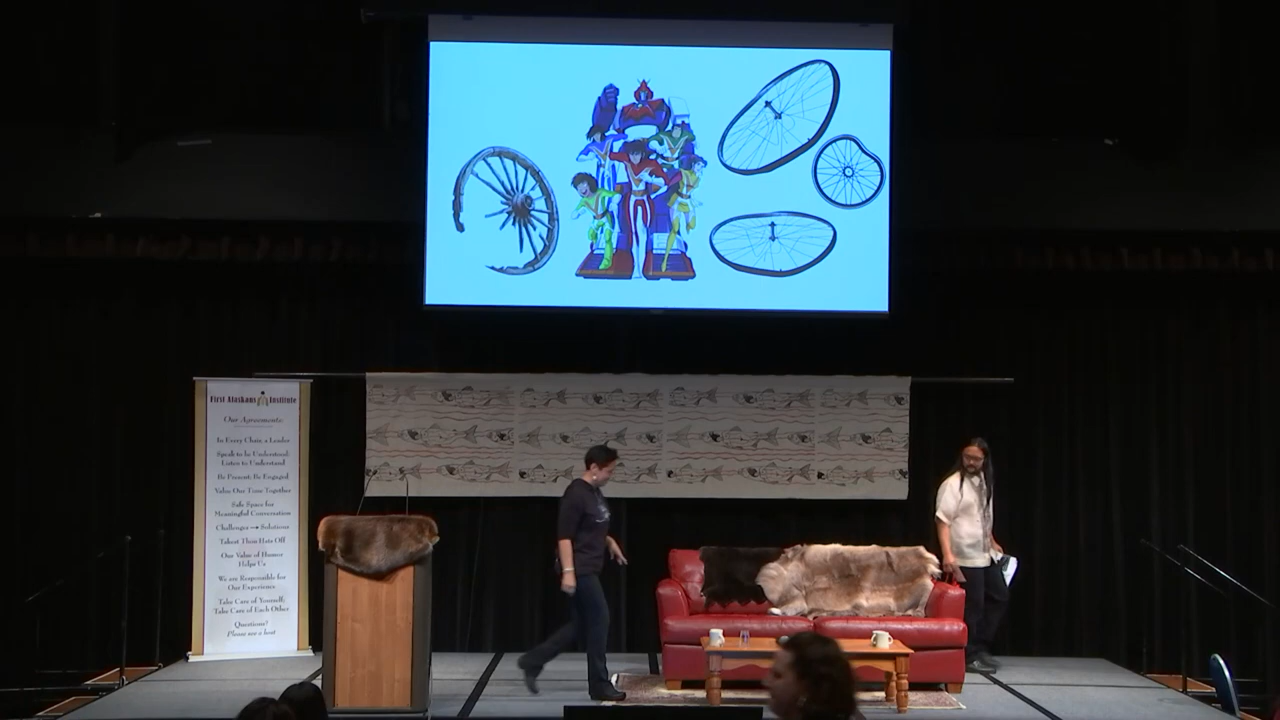 First Alaskans Institute
Our Agreements:
In Every Chair, a Leader
Speak to be Understood;
Listen to Understand
Be Present, Be Engaged
Value Our Time Together
Safe Space for
Meaningful Conversation
Challenges → Solutions
Takest Thou Hats Off
Our Value of Humor
Helps Us
We are Responsible for
Our Experience
Take Care of Yourself;
Take Care of Each Other
Questions?
Please see a host